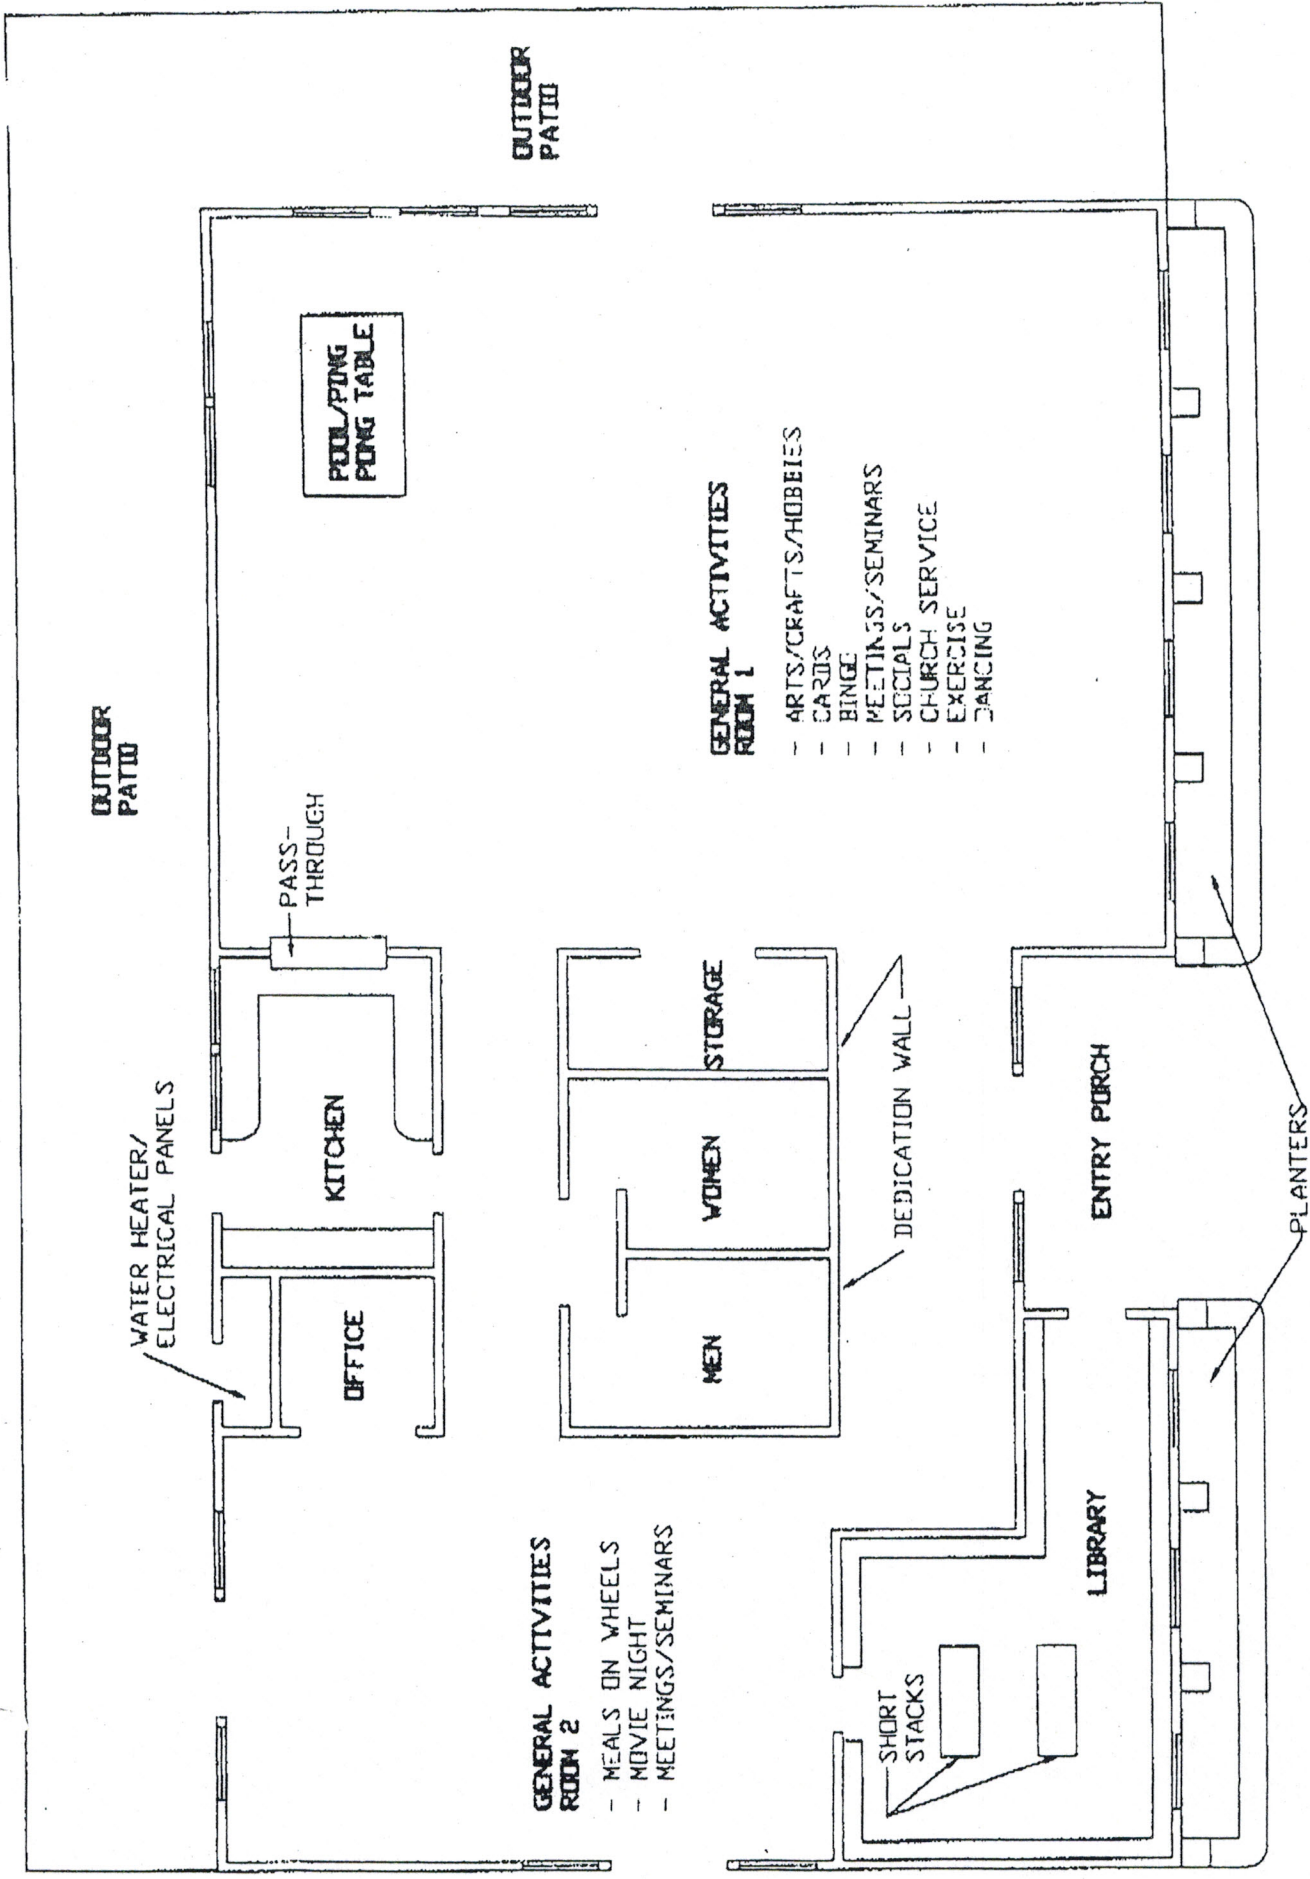 OUTDOOR
PATIO
WATER HEATER/
ELECTRICAL PANELS
PASS-
THROUGH
OUTDOOR
PATIO
OFFICE
KITCHEN
POOL/PING
PONG TABLE
GENERAL ACTIVITIES
ROOM 2
- MEALS ON WHEELS
- MOVIE NIGHT
- MEETINGS/SEMINARS
MEN
WOMEN
STORAGE
GENERAL ACTIVITIES
ROOM 1
- ARTS/CRAFTS/HOBBIES
- CARDS
- BINGO
- MEETINGS/SEMINARS
- SOCIALS
- CHURCH SERVICE
- EXERCISE
- DANCING
DEDICATION WALL
SHORT
STACKS
LIBRARY
ENTRY PORCH
PLANTERS